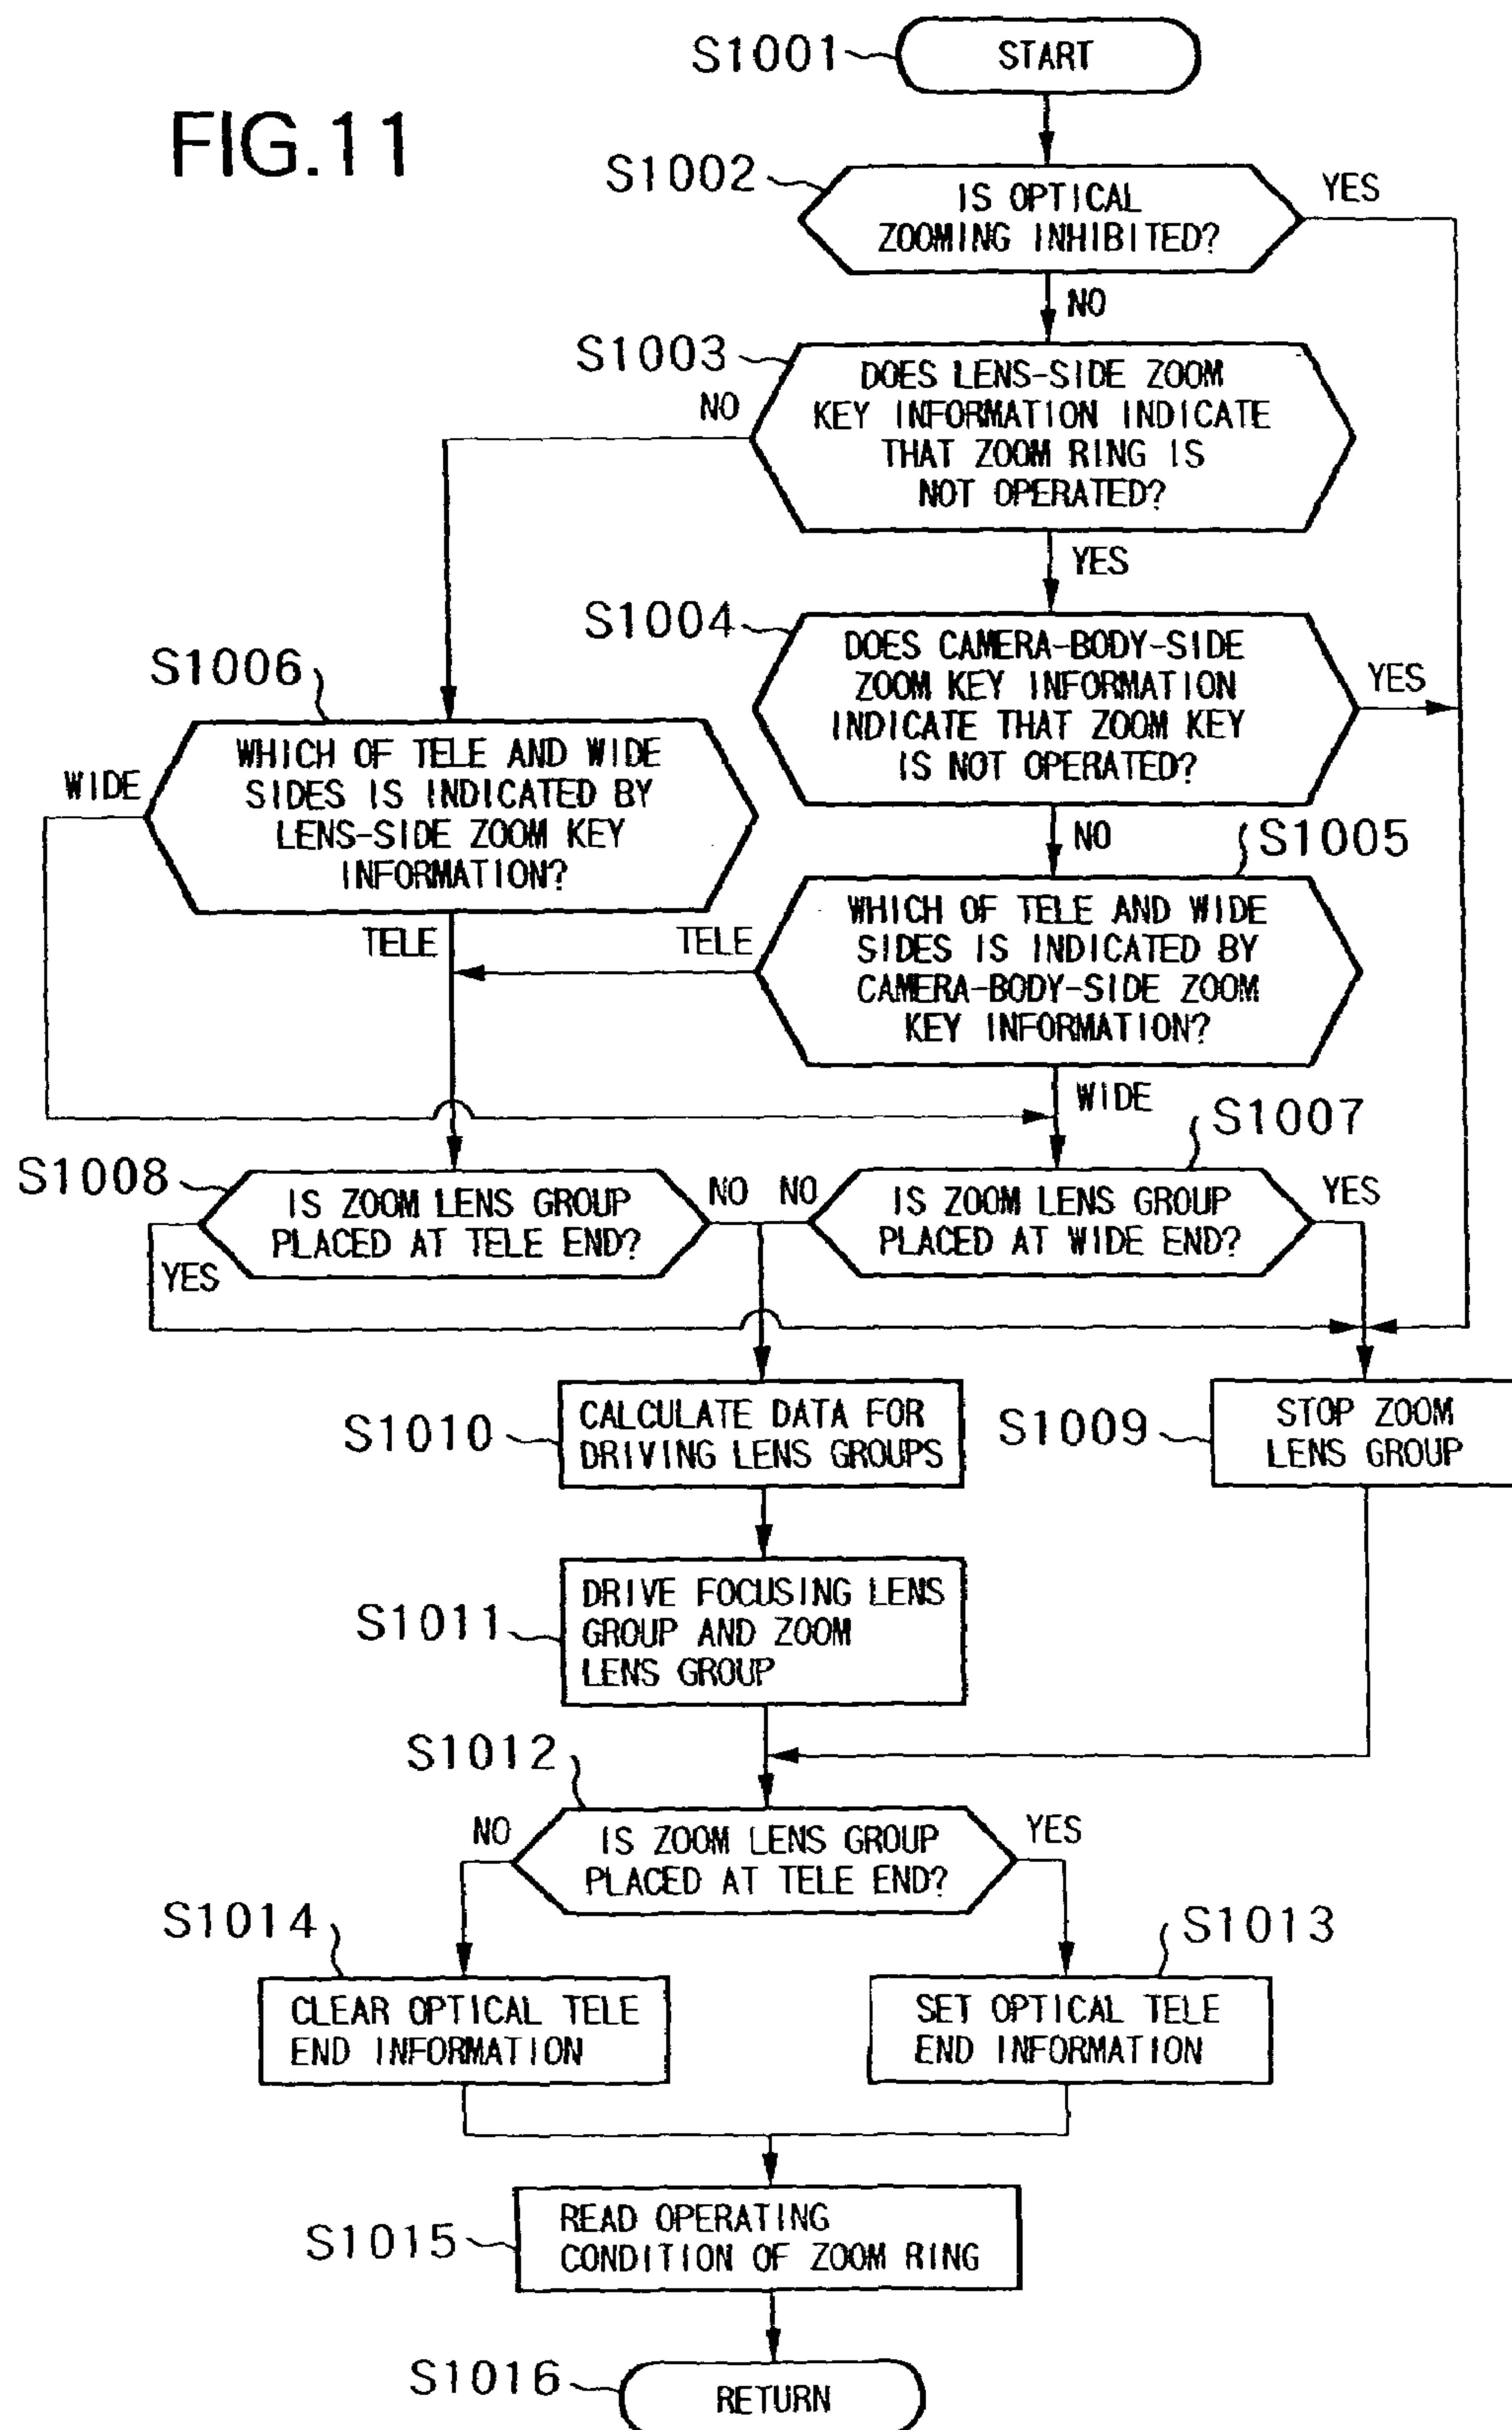 FIG.11
S1001
START
S1002
IS OPTICAL
ZOOMING INHIBITED?
YES
NO
S1003
DOES LENS-SIDE ZOOM
KEY INFORMATION INDICATE
THAT ZOOM RING IS
NOT OPERATED?
NO
YES
S1004
DOES CAMERA-BODY-SIDE
ZOOM KEY INFORMATION
INDICATE THAT ZOOM KEY
IS NOT OPERATED?
YES
NO
S1006
WHICH OF TELE AND WIDE
SIDES IS INDICATED BY
LENS-SIDE ZOOM KEY
INFORMATION?
WIDE
TELE
S1005
WHICH OF TELE AND WIDE
SIDES IS INDICATED BY
CAMERA-BODY-SIDE ZOOM
KEY INFORMATION?
TELE
WIDE
S1008
IS ZOOM LENS GROUP
PLACED AT TELE END?
NO
YES
S1007
NO
IS ZOOM LENS GROUP
PLACED AT WIDE END?
YES
S1010
CALCULATE DATA FOR
DRIVING LENS GROUPS
S1009
STOP ZOOM
LENS GROUP
S1011
DRIVE FOCUSING LENS
GROUP AND ZOOM
LENS GROUP
S1012
IS ZOOM LENS GROUP
PLACED AT TELE END?
NO
YES
S1014
CLEAR OPTICAL TELE
END INFORMATION
S1013
SET OPTICAL TELE
END INFORMATION
S1015
READ OPERATING
CONDITION OF ZOOM RING
S1016
RETURN